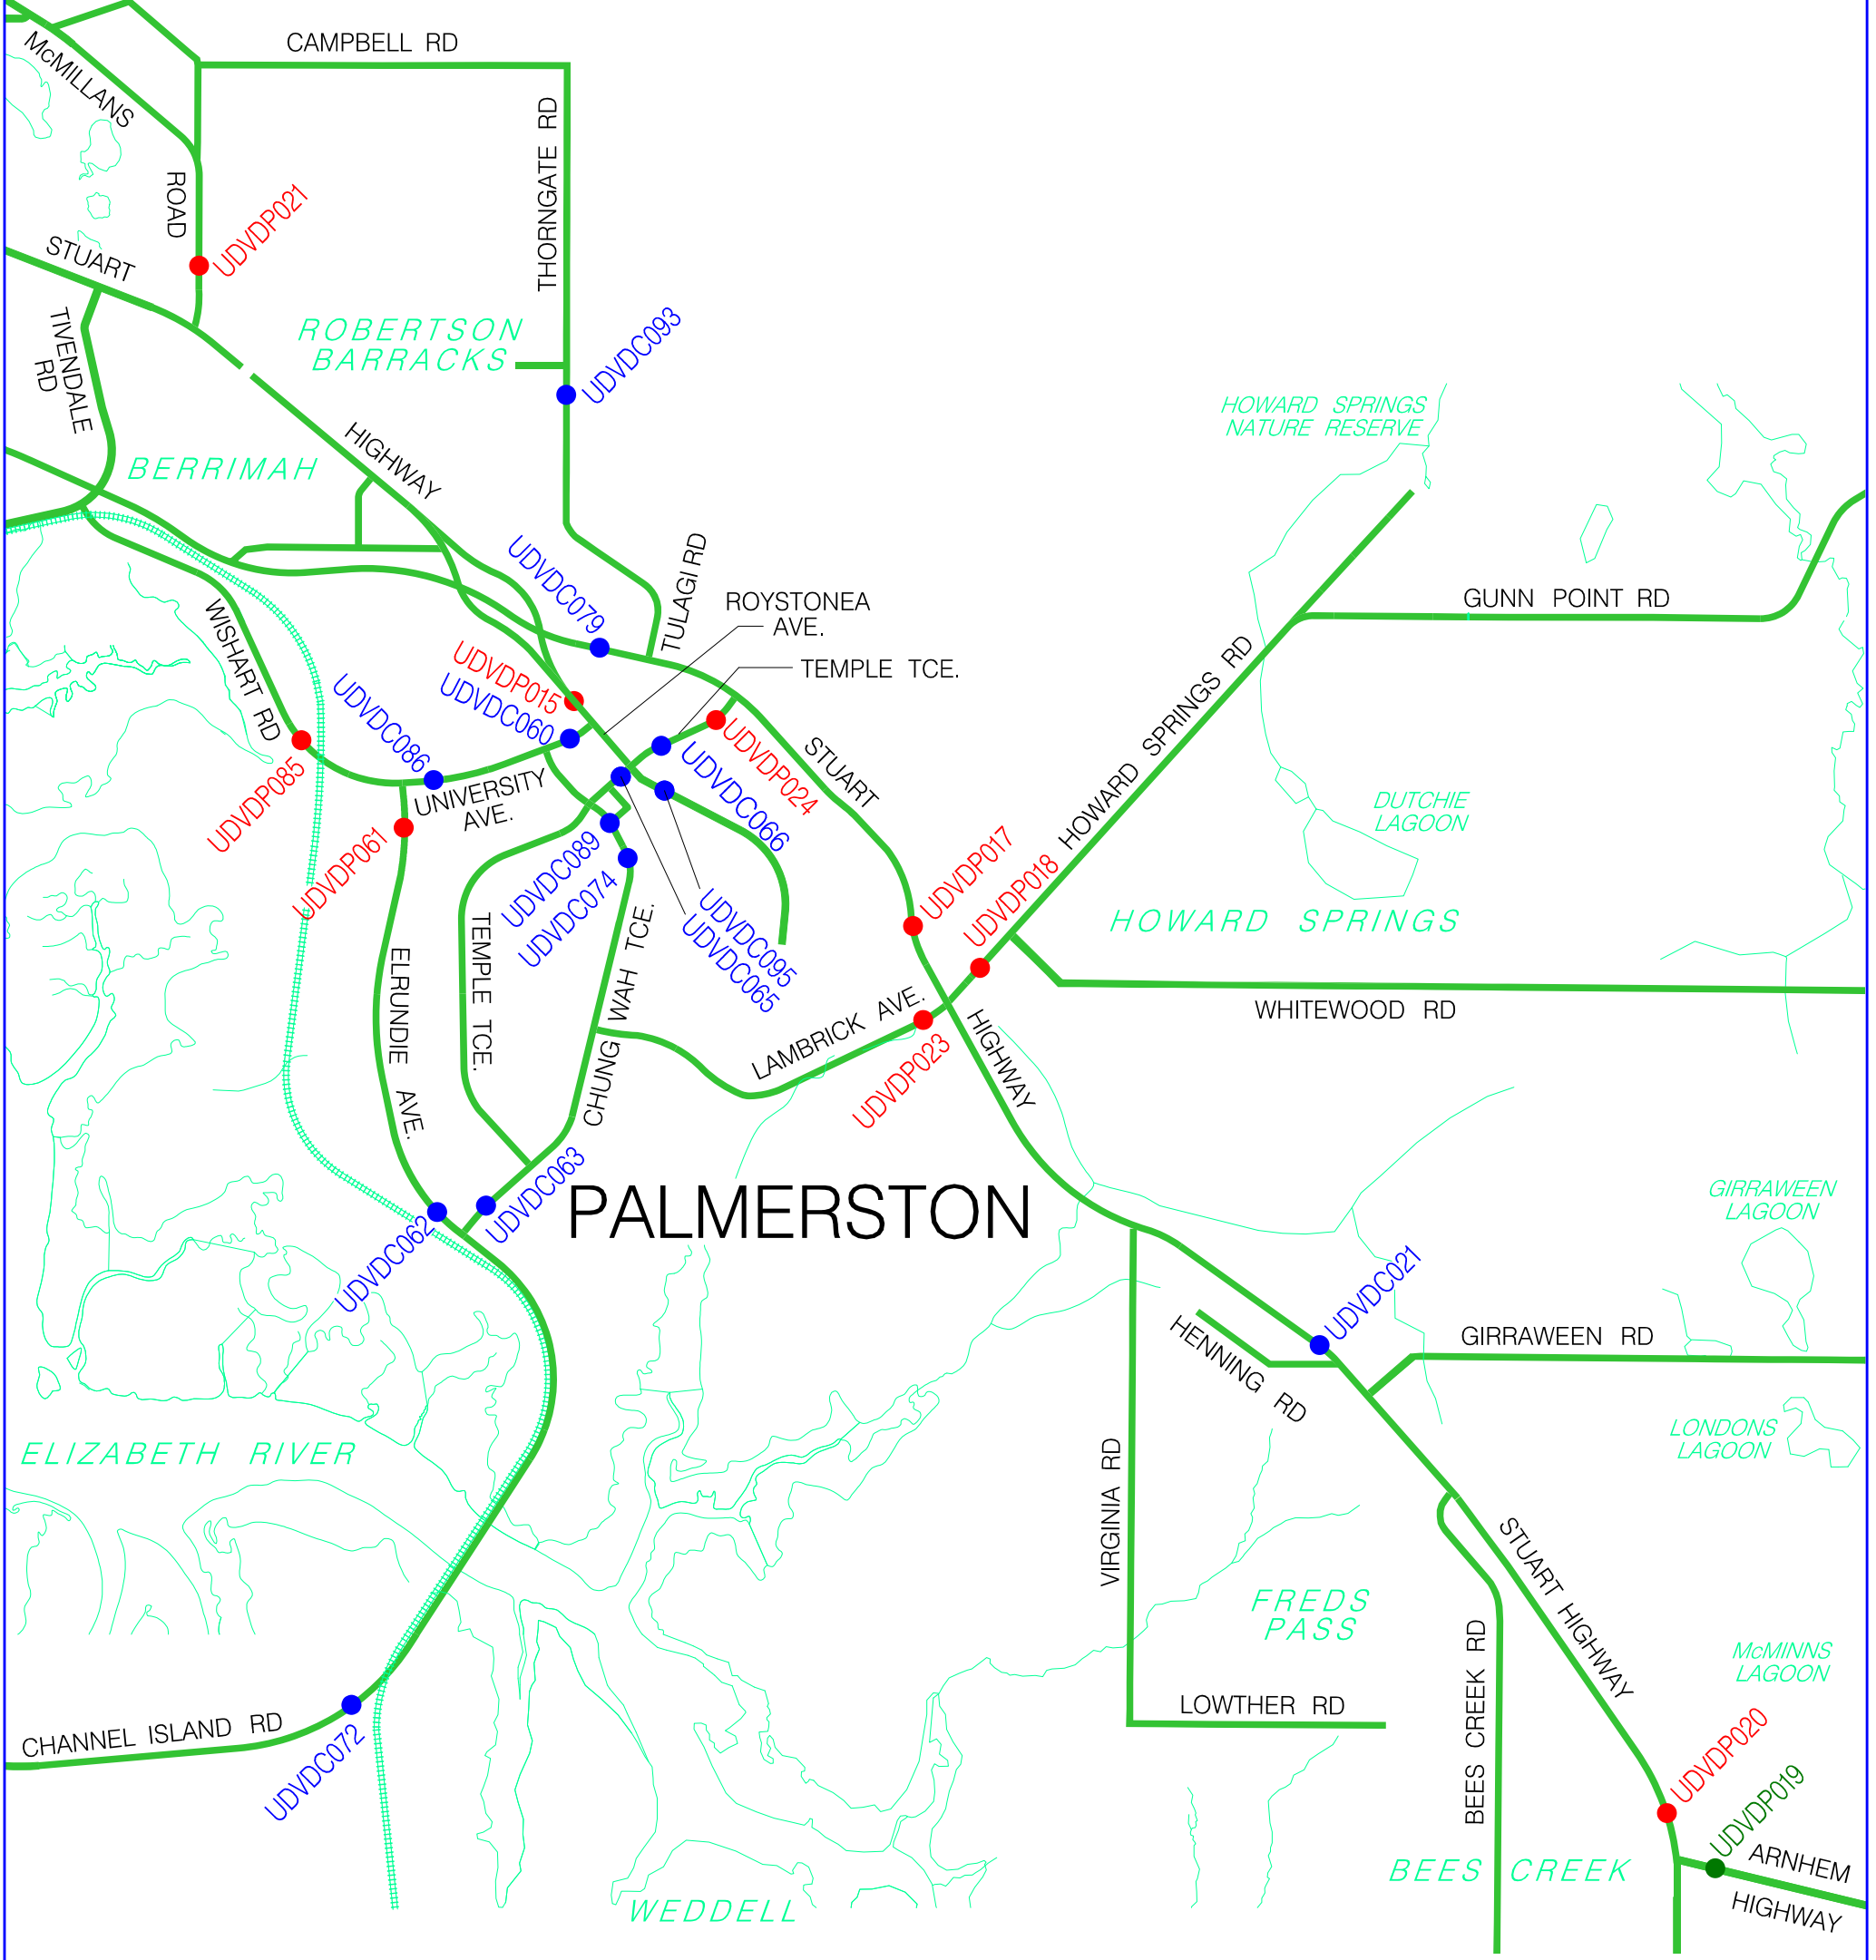 CAMPBELL RD
McMILLANS
ROAD
THORNGATE RD
UDVDP021
STUART
TIVENDALE
RD
ROBERTSON
BARRACKS
UDVDC093
HOWARD SPRINGS
NATURE RESERVE
HIGHWAY
BERRIMAH
UDVDC079
TULAGI RD
ROYSTONEA
AVE.
TEMPLE TCE.
GUNN POINT RD
WISHART RD
UDVDP015
UDVDC060
UDVDC086
UDVDP024
UDVDC066
STUART
HOWARD SPRINGS RD
UDVDP085
UNIVERSITY
AVE.
UDVDP061
DUTCHIE
LAGOON
UDVDC089
UDVDC074
UDVDC095
UDVDC065
UDVDP017
UDVDP018
HOWARD SPRINGS
TEMPLE TCE.
ELRUNDIE AVE.
CHUNG WAH TCE.
LAMBRICK AVE.
UDVDP023
HIGHWAY
WHITEWOOD RD
PALMERSTON
UDVDC063
UDVDC062
GIRRAWEEN
LAGOON
UDVDC021
HENNING RD
GIRRAWEEN RD
LONDONS
LAGOON
ELIZABETH RIVER
VIRGINIA RD
STUART HIGHWAY
FREDS
PASS
BEES CREEK RD
McMINNS
LAGOON
LOWTHER RD
CHANNEL ISLAND RD
UDVDC072
UDVDP020
UDVDP019
ARNHEM
HIGHWAY
BEES CREEK
WEDDELL